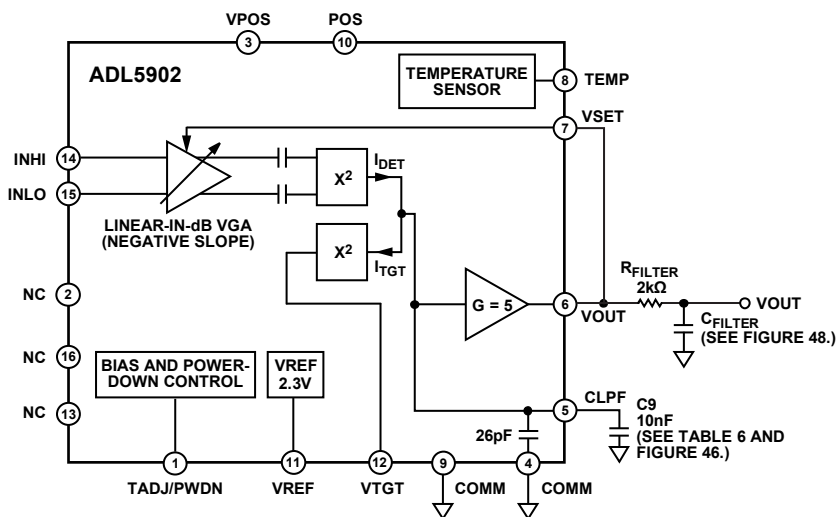 VPOS
POS
3
10
ADL5902
TEMPERATURE
SENSOR
8
TEMP
VSET
7
INHI
14
INLO
15
X²
IDET
LINEAR-IN-dB VGA
(NEGATIVE SLOPE)
X²
ITGT
NC
2
G = 5
6
VOUT
RFILTER
2kΩ
VOUT
CFILTER
(SEE FIGURE 48.)
NC
16
BIAS AND POWER-
DOWN CONTROL
VREF
2.3V
NC
13
26pF
5
CLPF
C9
10nF
(SEE TABLE 6 AND
FIGURE 46.)
1
11
12
9
4
TADJ/PWDN
VREF
VTGT
COMM
COMM